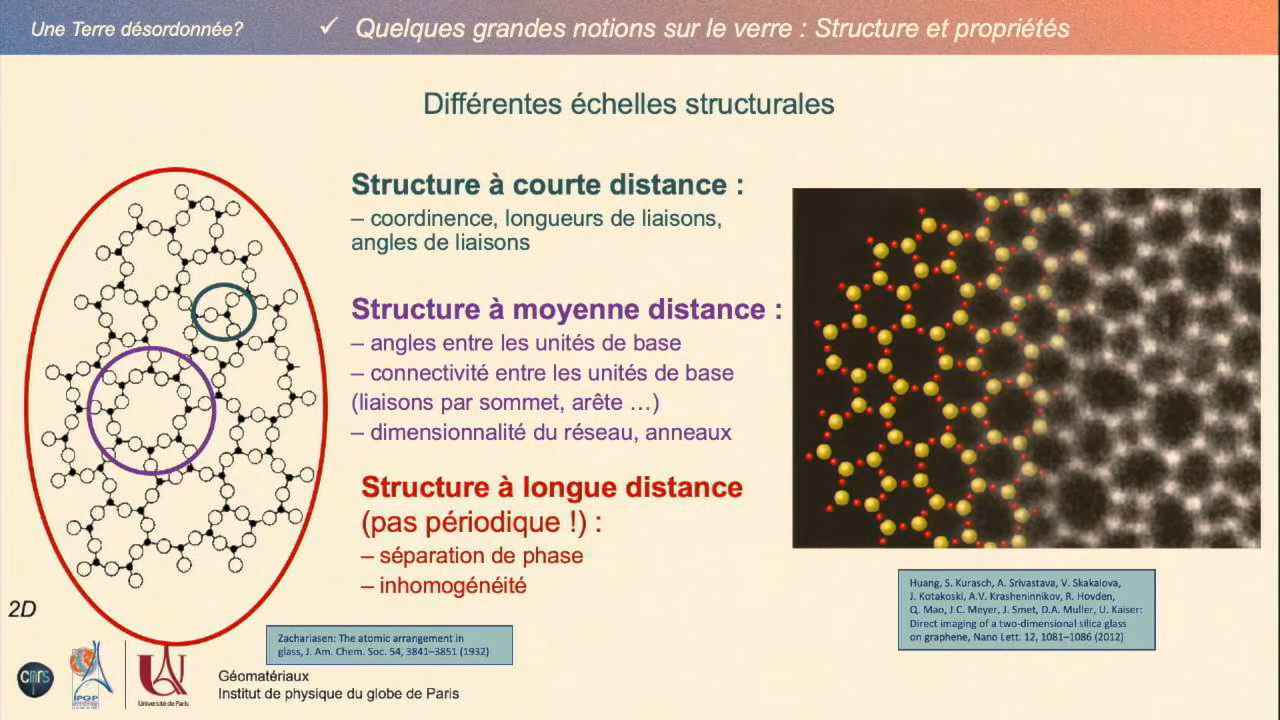 Une Terre désordonnée?
✓ Quelques grandes notions sur le verre : Structure et propriétés
Différentes échelles structurales
Structure à courte distance :
– coordinence, longueurs de liaisons,
angles de liaisons
Structure à moyenne distance :
– angles entre les unités de base
– connectivité entre les unités de base
(liaisons par sommet, arête …)
– dimensionnalité du réseau, anneaux
Structure à longue distance
(pas périodique !) :
– séparation de phase
– inhomogénéité
2D
Zachariasen: The atomic arrangement in
glass, J. Am. Chem. Soc. 54, 3841–3851 (1932)
Huang, S. Kurasch, A. Srivastava, V. Skakalova,
J. Kotakoski, A.V. Krasheninnikov, R. Hovden,
Q. Mao, J.C. Meyer, J. Smet, D.A. Muller, U. Kaiser:
Direct imaging of a two-dimensional silica glass
on graphene, Nano Lett. 12, 1081–1086 (2012)
cnrs
IPGP
Université de Paris
Géomatériaux
Institut de physique du globe de Paris